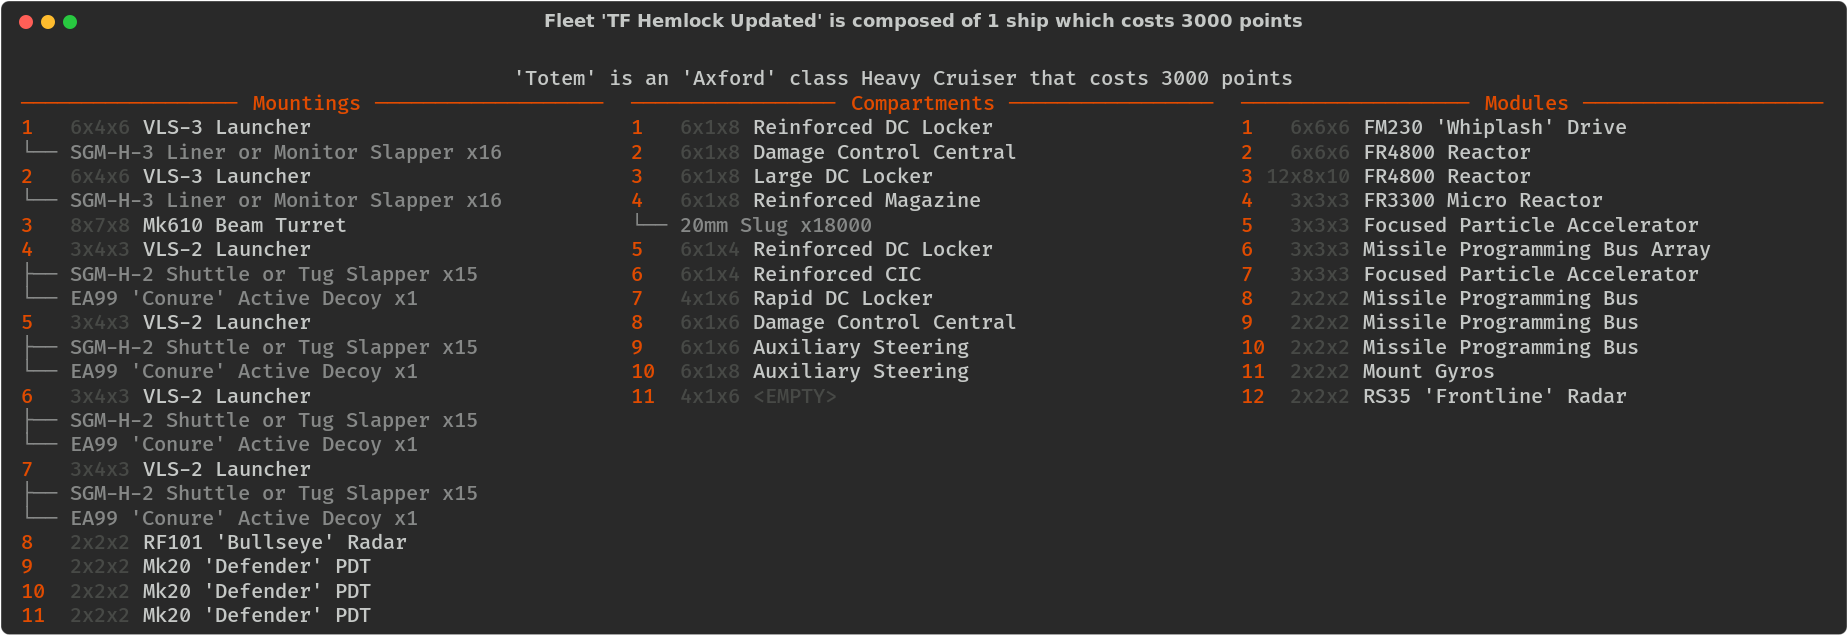 Fleet 'TF Hemlock Updated' is composed of 1 ship which costs 3000 points
'Totem' is an 'Axford' class Heavy Cruiser that costs 3000 points
Mountings
1 6x4x6 VLS-3 Launcher
SGM-H-3 Liner or Monitor Slapper x16
2 6x4x6 VLS-3 Launcher
SGM-H-3 Liner or Monitor Slapper x16
3 8x7x8 Mk610 Beam Turret
4 3x4x3 VLS-2 Launcher
SGM-H-2 Shuttle or Tug Slapper x15
EA99 'Conure' Active Decoy x1
5 3x4x3 VLS-2 Launcher
SGM-H-2 Shuttle or Tug Slapper x15
EA99 'Conure' Active Decoy x1
6 3x4x3 VLS-2 Launcher
SGM-H-2 Shuttle or Tug Slapper x15
EA99 'Conure' Active Decoy x1
7 3x4x3 VLS-2 Launcher
SGM-H-2 Shuttle or Tug Slapper x15
EA99 'Conure' Active Decoy x1
8 2x2x2 RF101 'Bullseye' Radar
9 2x2x2 Mk20 'Defender' PDT
10 2x2x2 Mk20 'Defender' PDT
11 2x2x2 Mk20 'Defender' PDT
Compartments
1 6x1x8 Reinforced DC Locker
2 6x1x8 Damage Control Central
3 6x1x8 Large DC Locker
4 6x1x8 Reinforced Magazine
20mm Slug x18000
5 6x1x4 Reinforced DC Locker
6 6x1x4 Reinforced CIC
7 4x1x6 Rapid DC Locker
8 6x1x6 Damage Control Central
9 6x1x6 Auxiliary Steering
10 6x1x8 Auxiliary Steering
11 4x1x6 <EMPTY>
Modules
1 6x6x6 FM230 'Whiplash' Drive
2 6x6x6 FR4800 Reactor
3 12x8x10 FR4800 Reactor
4 3x3x3 FR3300 Micro Reactor
5 3x3x3 Focused Particle Accelerator
6 3x3x3 Missile Programming Bus Array
7 3x3x3 Focused Particle Accelerator
8 2x2x2 Missile Programming Bus
9 2x2x2 Missile Programming Bus
10 2x2x2 Missile Programming Bus
11 2x2x2 Mount Gyros
12 2x2x2 RS35 'Frontline' Radar